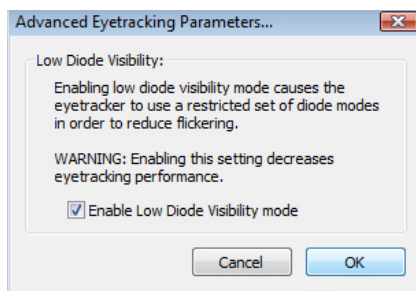 Advanced Eyetracking Parameters...
Low Diode Visibility:
Enabling low diode visibility mode causes the
eyetracker to use a restricted set of diode modes
in order to reduce flickering.
WARNING: Enabling this setting decreases
eyetracking performance.
Enable Low Diode Visibility mode
Cancel OK